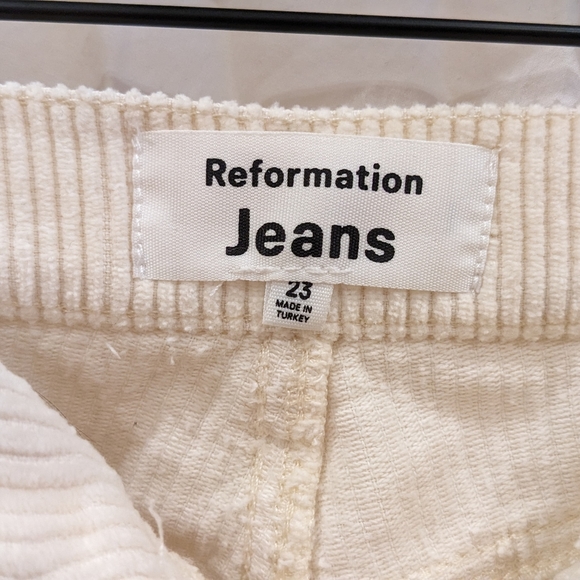 Reformation
Jeans
23
MADE IN
TURKEY